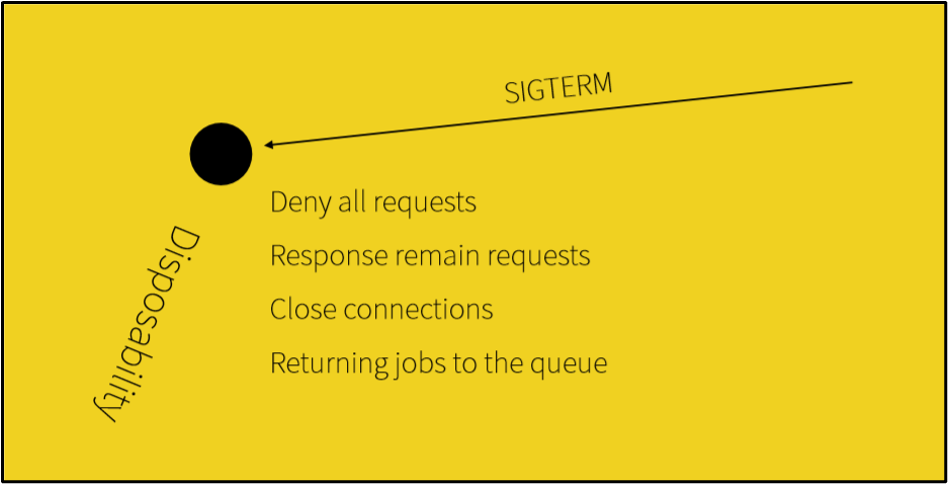 SIGTERM
Deny all requests
Response remain requests
Close connections
Returning jobs to the queue
Disposability